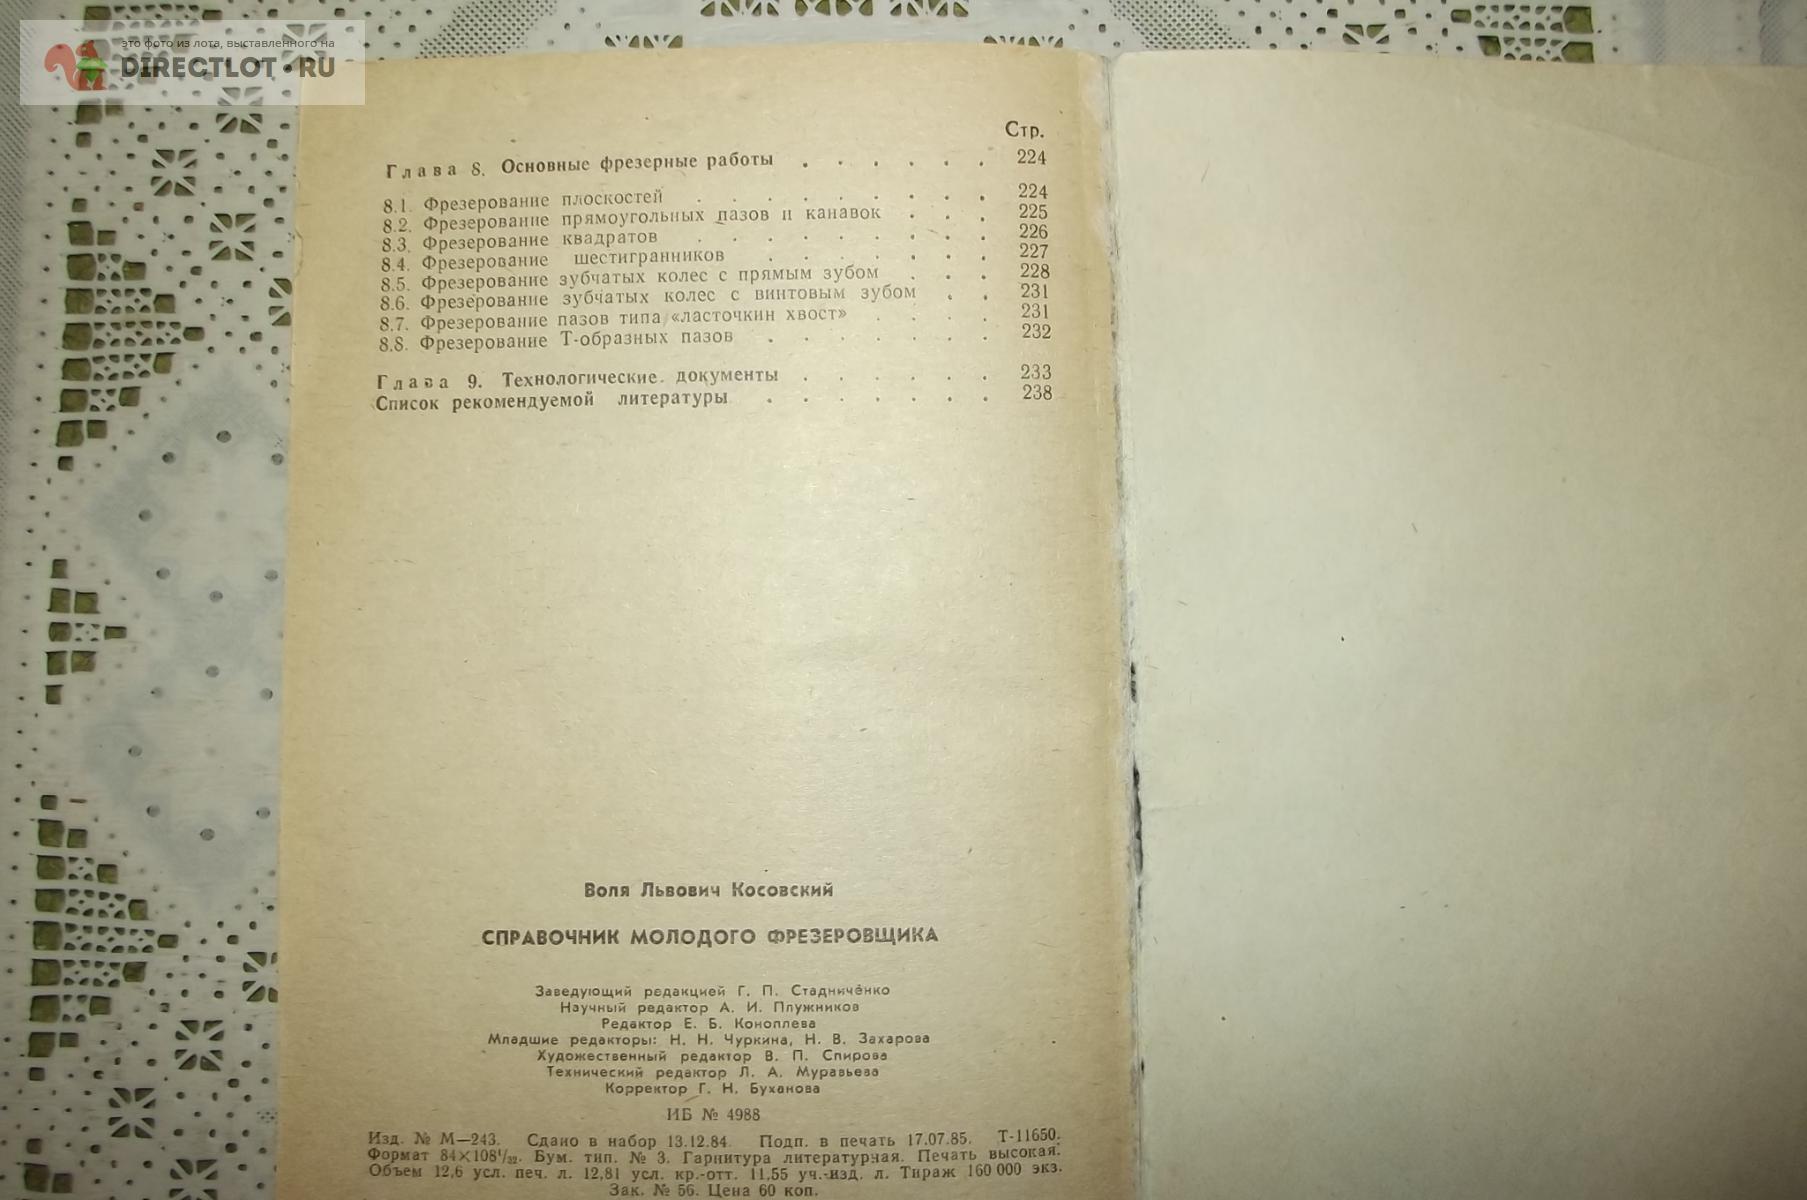 это фото из лота, выставленного на
DIRECTLOT.RU
Стр.
Глава 8. Основные фрезерные работы . . . . . . 224
8.1. Фрезерование плоскостей . . . . . . . . . 224
8.2. Фрезерование прямоугольных пазов и канавок . . . 225
8.3. Фрезерование квадратов . . . . . . . . . 226
8.4. Фрезерование шестигранников . . . . . . . 227
8.5. Фрезерование зубчатых колес с прямым зубом . . . 228
8.6. Фрезерование зубчатых колес с винтовым зубом . . 231
8.7. Фрезерование пазов типа «ласточкин хвост» . . . . 231
8.8. Фрезерование Т-образных пазов . . . . . . . 232
Глава 9. Технологические документы . . . . . . 233
Список рекомендуемой литературы . . . . . . . 238
Воля Львович Косовский
СПРАВОЧНИК МОЛОДОГО ФРЕЗЕРОВЩИКА
Заведующий редакцией Г. П. Стадниченко
Научный редактор А. И. Плужников
Редактор Е. Б. Коноплева
Младшие редакторы: Н. Н. Чуркина, Н. В. Захарова
Художественный редактор В. П. Спирова
Технический редактор Л. А. Муравьева
Корректор Г. Н. Буханова
ИБ № 4988
Изд. № М—243. Сдано в набор 13.12.84. Подп. в печать 17.07.85. Т-11650.
Формат 84×108¹/₃₂. Бум. тип. № 3. Гарнитура литературная. Печать высокая.
Объем 12,6 усл. печ. л. 12,81 усл. кр.-отт. 11,55 уч.-изд. л. Тираж 160 000 экз.
Зак. № 56. Цена 60 коп.